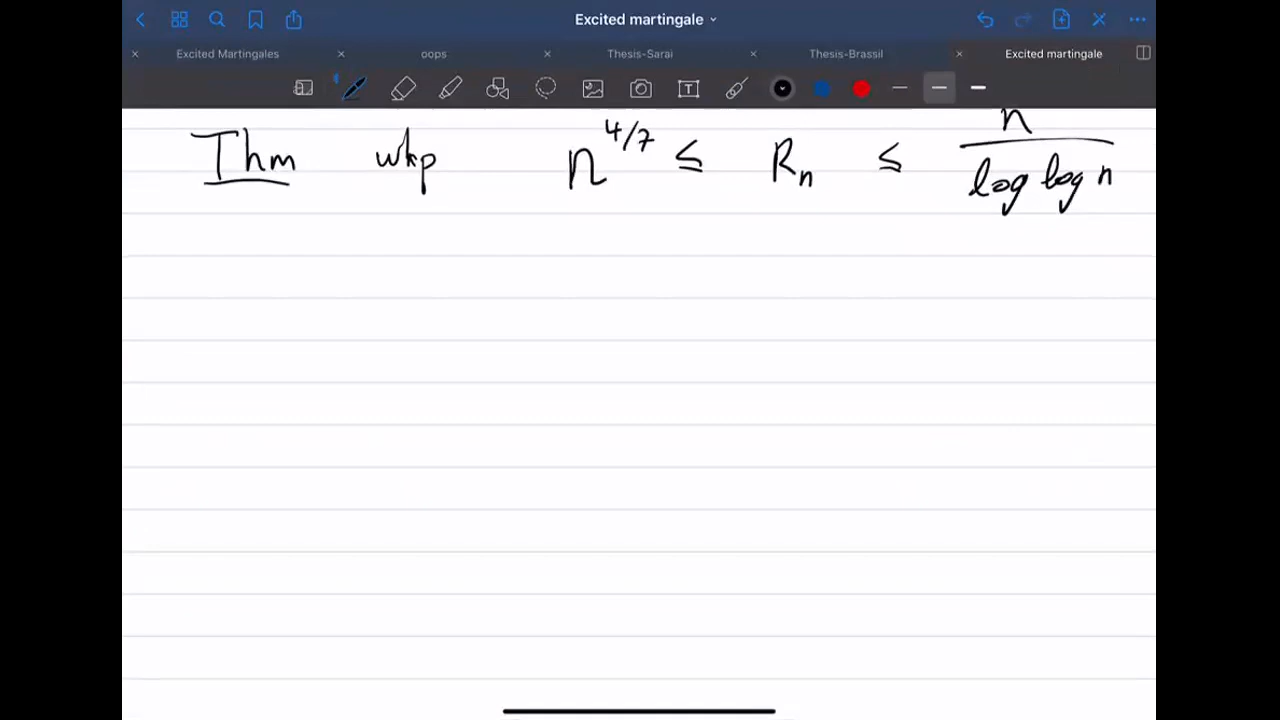 Excited martingale
Excited Martingales oops Thesis-Sarai Thesis-Brassil Excited martingale
T
Thm whp n^{4/7} ≤ R_n ≤ n / log log n